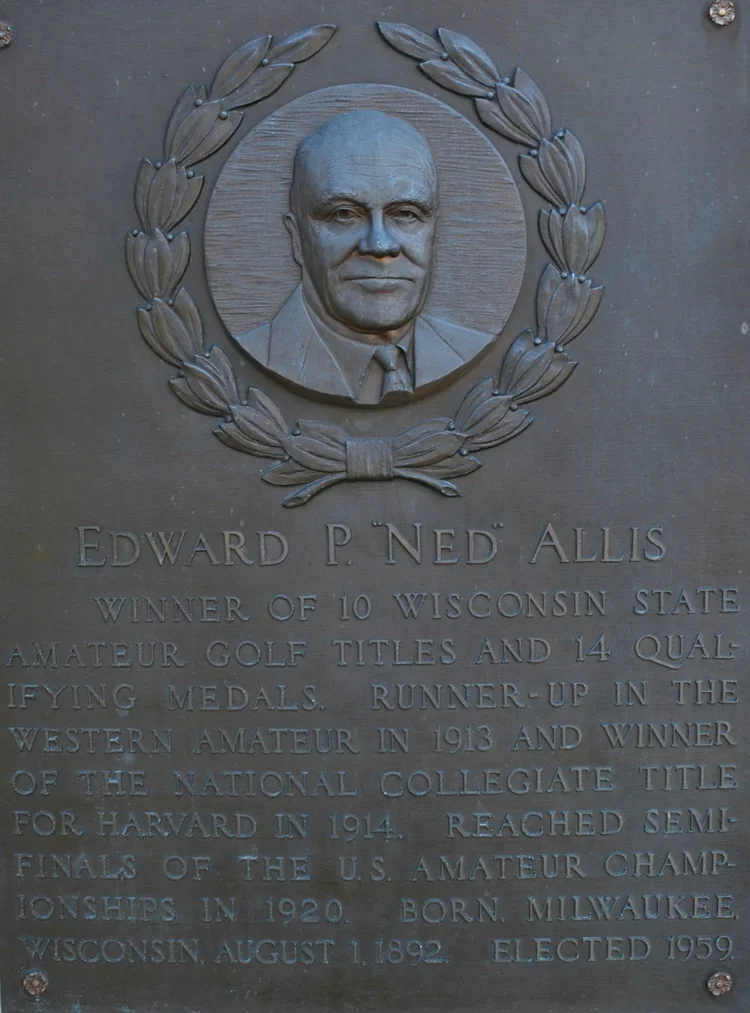 EDWARD P. "NED" ALLIS
WINNER OF 10 WISCONSIN STATE
AMATEUR GOLF TITLES AND 14 QUAL-
IFYING MEDALS. RUNNER-UP IN THE
WESTERN AMATEUR IN 1913 AND WINNER
OF THE NATIONAL COLLEGIATE TITLE
FOR HARVARD IN 1914. REACHED SEMI-
FINALS OF THE U.S. AMATEUR CHAMP-
IONSHIPS IN 1920. BORN, MILWAUKEE,
WISCONSIN, AUGUST 1, 1892. ELECTED 1959.